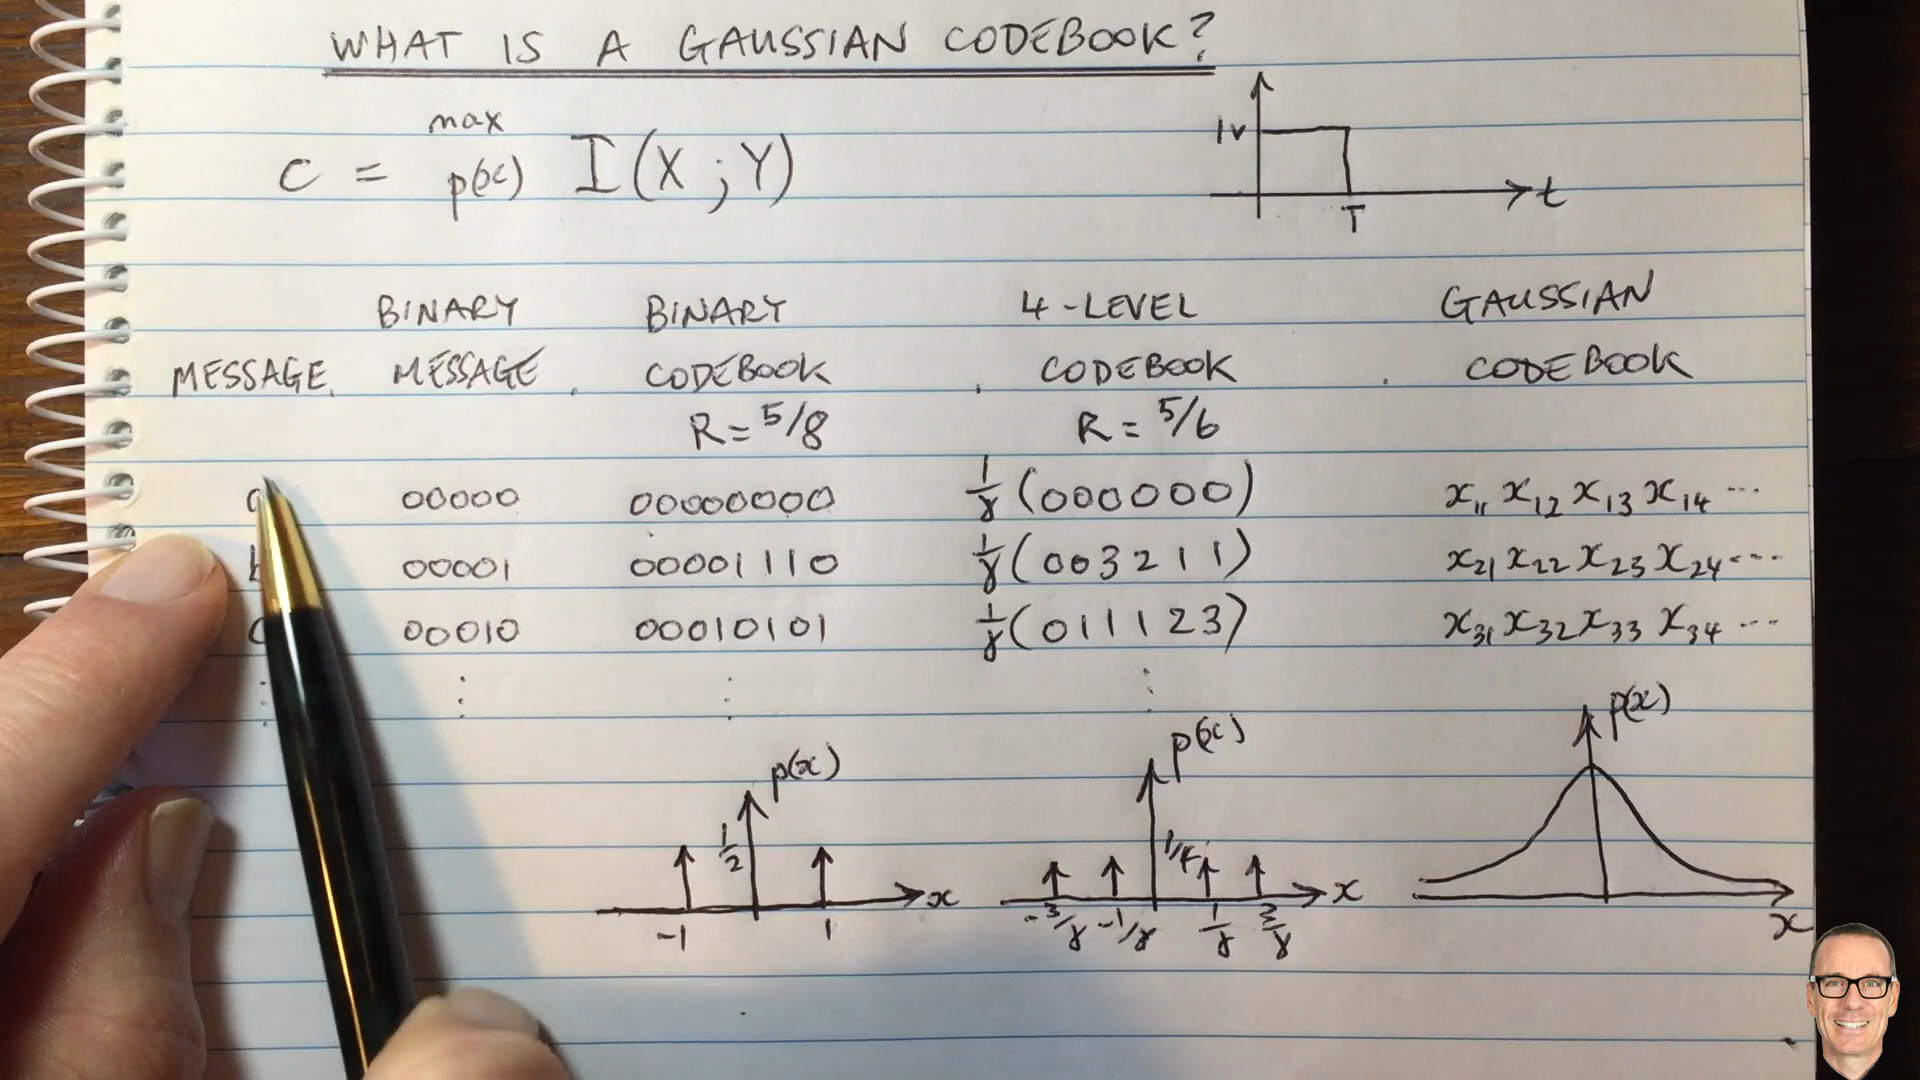 WHAT IS A GAUSSIAN CODEBOOK?
max
C = p(x) I(X;Y)
1v
t
T
BINARY BINARY 4-LEVEL GAUSSIAN
MESSAGE MESSAGE CODEBOOK CODEBOOK CODEBOOK
R = 5/8 R = 5/6
00000 00000000 1/γ (000000) x11 x12 x13 x14 ...
00001 00001110 1/γ (003211) x21 x22 x23 x24 ...
00010 00010101 1/γ (011123) x31 x32 x33 x34 ...
p(x) p(x) p(x)
1/2 1/4
x x x
-1 1 -3/γ -1/γ 1/γ 3/γ